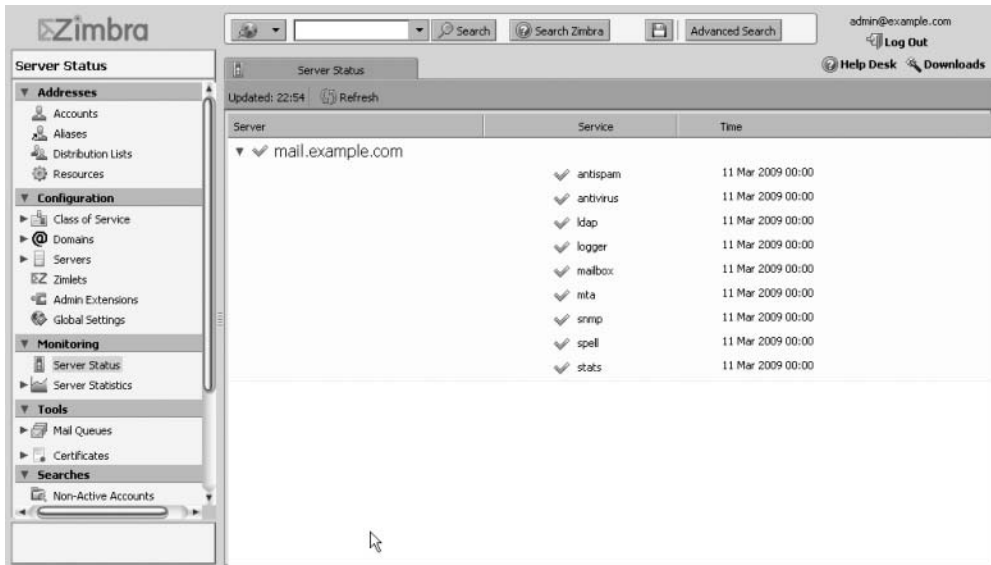 Zimbra
Search
Search Zimbra
Advanced Search
admin@example.com
Log Out
Help Desk
Downloads
Server Status
Addresses
Accounts
Aliases
Distribution Lists
Resources
Configuration
Class of Service
Domains
Servers
Zimlets
Admin Extensions
Global Settings
Monitoring
Server Status
Server Statistics
Tools
Mail Queues
Certificates
Searches
Non-Active Accounts
Server Status
Updated: 22:54 Refresh
Server Service Time
mail.example.com
antispam 11 Mar 2009 00:00
antivirus 11 Mar 2009 00:00
ldap 11 Mar 2009 00:00
logger 11 Mar 2009 00:00
mailbox 11 Mar 2009 00:00
mta 11 Mar 2009 00:00
snmp 11 Mar 2009 00:00
spell 11 Mar 2009 00:00
stats 11 Mar 2009 00:00